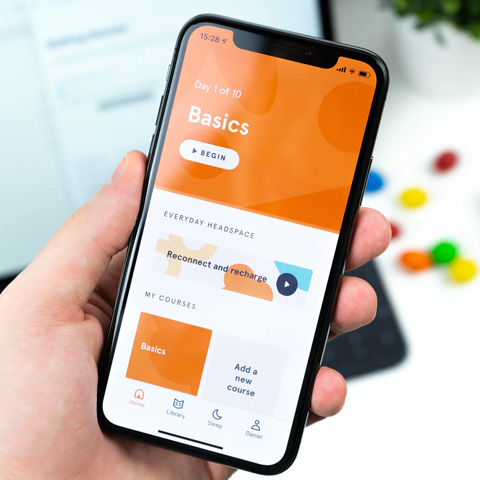 15:28
Day 1 of 10
Basics
BEGIN
EVERYDAY HEADSPACE
Reconnect and recharge
MY COURSES
Basics
Add a
new
course
Home
Library
Sleep
Daniel